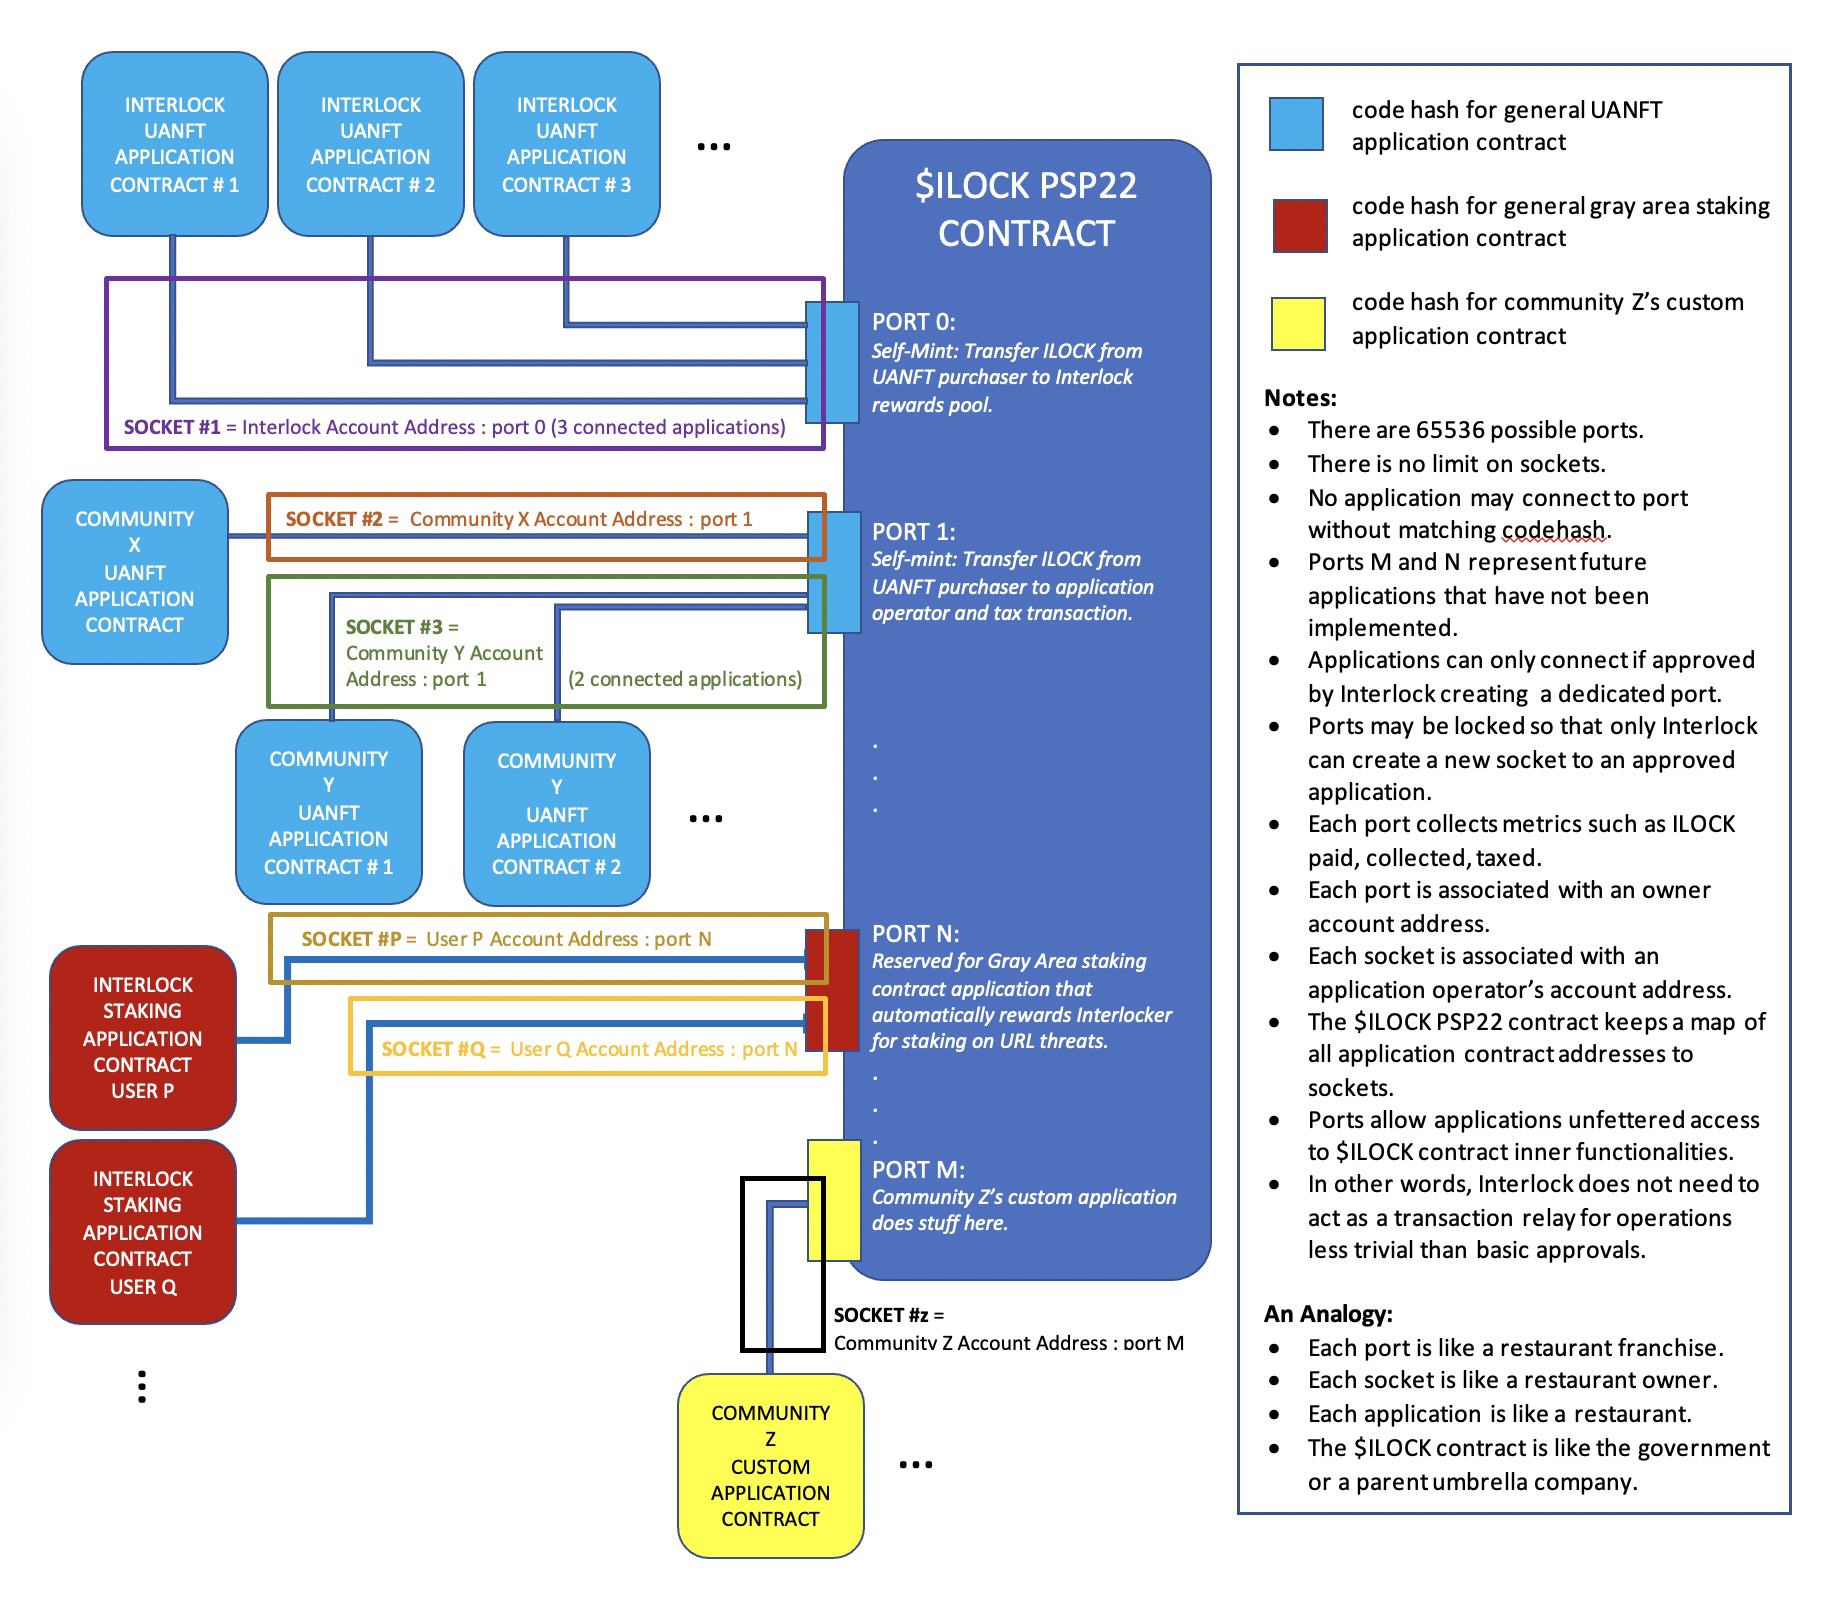 INTERLOCK
UANFT
APPLICATION
CONTRACT # 1
INTERLOCK
UANFT
APPLICATION
CONTRACT # 2
INTERLOCK
UANFT
APPLICATION
CONTRACT # 3
...
$ILOCK PSP22
CONTRACT
PORT 0:
Self-Mint: Transfer ILOCK from
UANFT purchaser to Interlock
rewards pool.
SOCKET #1 = Interlock Account Address : port 0 (3 connected applications)
COMMUNITY
X
UANFT
APPLICATION
CONTRACT
SOCKET #2 = Community X Account Address : port 1
PORT 1:
Self-mint: Transfer ILOCK from
UANFT purchaser to application
operator and tax transaction.
SOCKET #3 =
Community Y Account
Address : port 1
(2 connected applications)
COMMUNITY
Y
UANFT
APPLICATION
CONTRACT # 1
COMMUNITY
Y
UANFT
APPLICATION
CONTRACT # 2
...
.
.
.
SOCKET #P = User P Account Address : port N
PORT N:
Reserved for Gray Area staking
contract application that
automatically rewards Interlocker
for staking on URL threats.
SOCKET #Q = User Q Account Address : port N
INTERLOCK
STAKING
APPLICATION
CONTRACT
USER P
INTERLOCK
STAKING
APPLICATION
CONTRACT
USER Q
.
.
.
PORT M:
Community Z’s custom application
does stuff here.
SOCKET #z =
Community Z Account Address : port M
COMMUNITY
Z
CUSTOM
APPLICATION
CONTRACT
...
code hash for general UANFT
application contract
code hash for general gray area staking
application contract
code hash for community Z’s custom
application contract
Notes:
• There are 65536 possible ports.
• There is no limit on sockets.
• No application may connect to port
without matching codehash.
• Ports M and N represent future
applications that have not been
implemented.
• Applications can only connect if approved
by Interlock creating a dedicated port.
• Ports may be locked so that only Interlock
can create a new socket to an approved
application.
• Each port collects metrics such as ILOCK
paid, collected, taxed.
• Each port is associated with an owner
account address.
• Each socket is associated with an
application operator’s account address.
• The $ILOCK PSP22 contract keeps a map of
all application contract addresses to
sockets.
• Ports allow applications unfettered access
to $ILOCK contract inner functionalities.
• In other words, Interlock does not need to
act as a transaction relay for operations
less trivial than basic approvals.
An Analogy:
• Each port is like a restaurant franchise.
• Each socket is like a restaurant owner.
• Each application is like a restaurant.
• The $ILOCK contract is like the government
or a parent umbrella company.